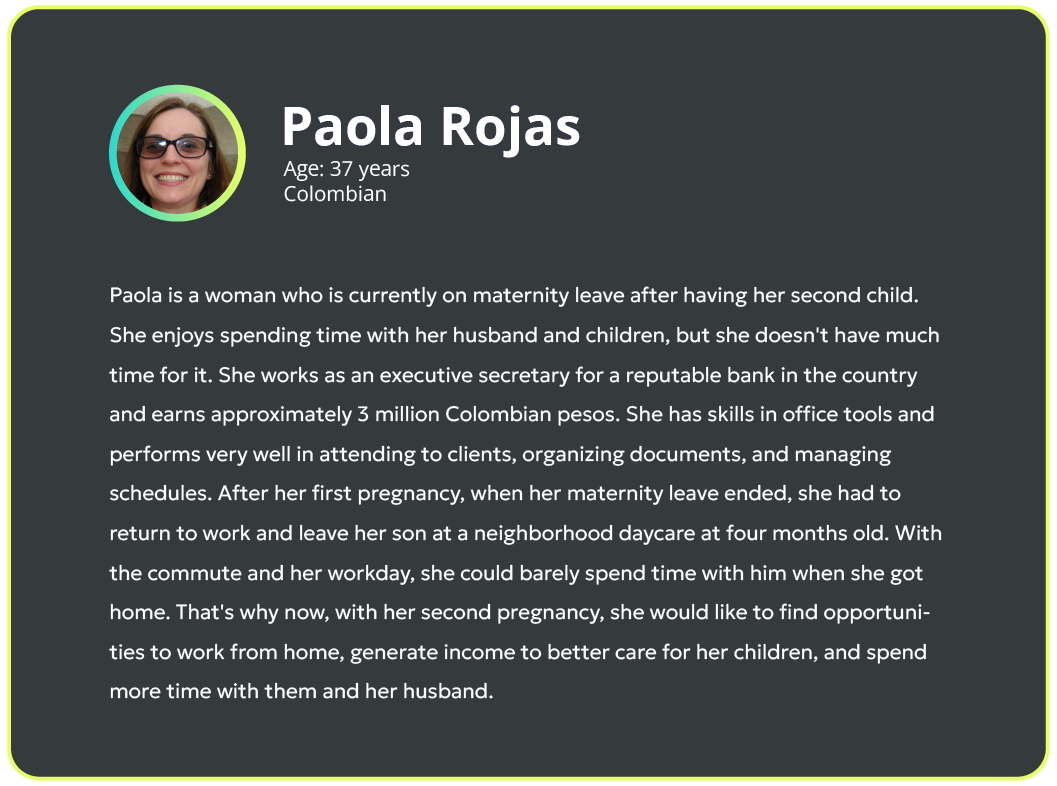 Paola Rojas
Age: 37 years
Colombian
Paola is a woman who is currently on maternity leave after having her second child.
She enjoys spending time with her husband and children, but she doesn't have much
time for it. She works as an executive secretary for a reputable bank in the country
and earns approximately 3 million Colombian pesos. She has skills in office tools and
performs very well in attending to clients, organizing documents, and managing
schedules. After her first pregnancy, when her maternity leave ended, she had to
return to work and leave her son at a neighborhood daycare at four months old. With
the commute and her workday, she could barely spend time with him when she got
home. That's why now, with her second pregnancy, she would like to find opportuni-
ties to work from home, generate income to better care for her children, and spend
more time with them and her husband.